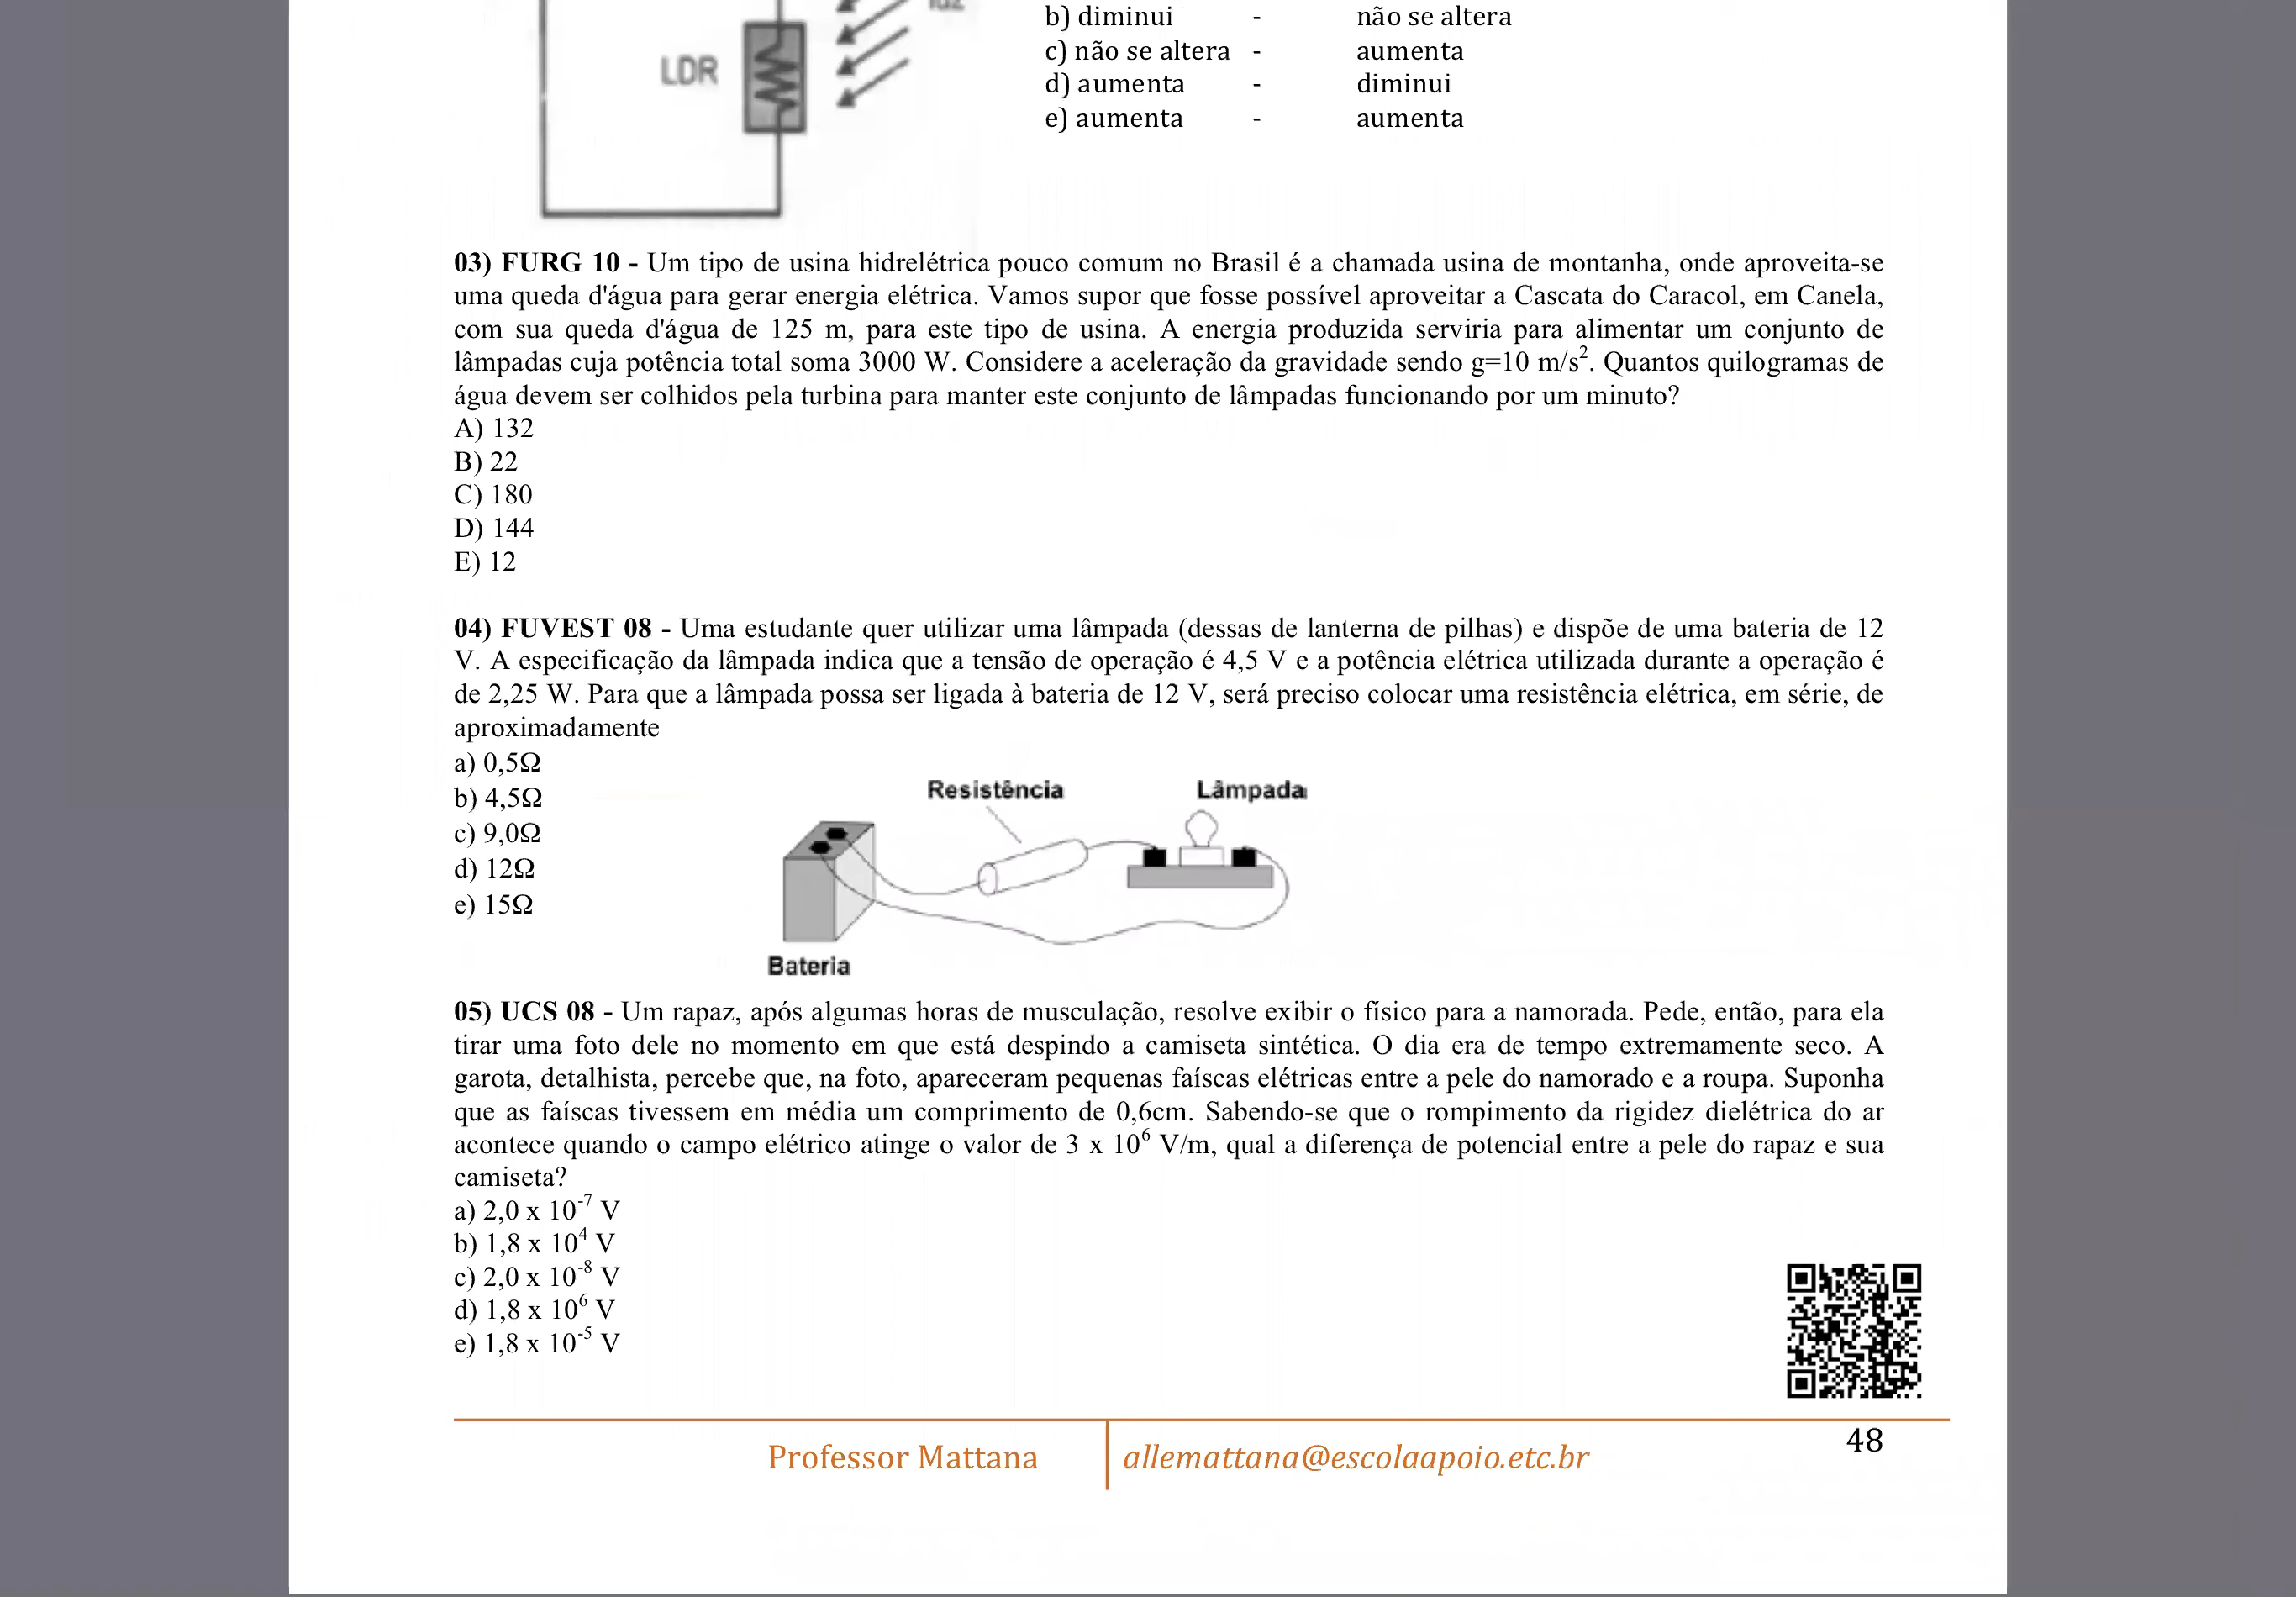 b) diminui - não se altera
LDR
c) não se altera - aumenta
d) aumenta - diminui
e) aumenta - aumenta
03) FURG 10 - Um tipo de usina hidrelétrica pouco comum no Brasil é a chamada usina de montanha, onde aproveita-se
uma queda d'água para gerar energia elétrica. Vamos supor que fosse possível aproveitar a Cascata do Caracol, em Canela,
com sua queda d'água de 125 m, para este tipo de usina. A energia produzida serviria para alimentar um conjunto de
lâmpadas cuja potência total soma 3000 W. Considere a aceleração da gravidade sendo g=10 m/s². Quantos quilogramas de
água devem ser colhidos pela turbina para manter este conjunto de lâmpadas funcionando por um minuto?
A) 132
B) 22
C) 180
D) 144
E) 12
04) FUVEST 08 - Uma estudante quer utilizar uma lâmpada (dessas de lanterna de pilhas) e dispõe de uma bateria de 12
V. A especificação da lâmpada indica que a tensão de operação é 4,5 V e a potência elétrica utilizada durante a operação é
de 2,25 W. Para que a lâmpada possa ser ligada à bateria de 12 V, será preciso colocar uma resistência elétrica, em série, de
aproximadamente
a) 0,5Ω
b) 4,5Ω
c) 9,0Ω
d) 12Ω
e) 15Ω
Resistência
Lâmpada
Bateria
05) UCS 08 - Um rapaz, após algumas horas de musculação, resolve exibir o físico para a namorada. Pede, então, para ela
tirar uma foto dele no momento em que está despindo a camiseta sintética. O dia era de tempo extremamente seco. A
garota, detalhista, percebe que, na foto, apareceram pequenas faíscas elétricas entre a pele do namorado e a roupa. Suponha
que as faíscas tivessem em média um comprimento de 0,6cm. Sabendo-se que o rompimento da rigidez dielétrica do ar
acontece quando o campo elétrico atinge o valor de 3 x 10⁶ V/m, qual a diferença de potencial entre a pele do rapaz e sua
camiseta?
a) 2,0 x 10⁻⁷ V
b) 1,8 x 10⁴ V
c) 2,0 x 10⁻⁸ V
d) 1,8 x 10⁶ V
e) 1,8 x 10⁻⁵ V
Professor Mattana
allemattana@escolaapoio.etc.br
48